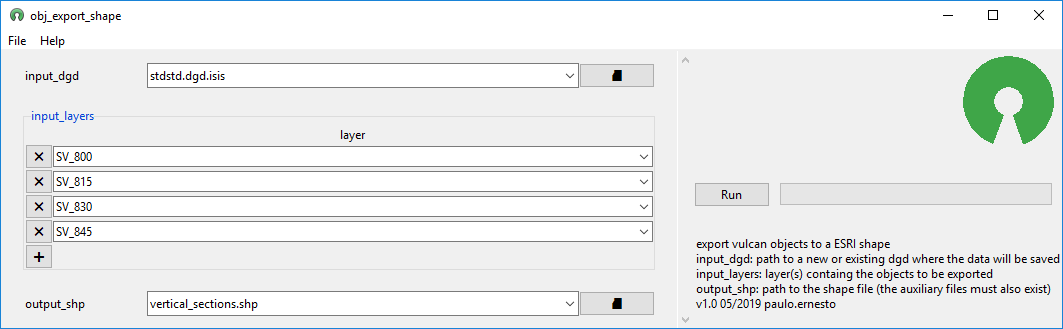 obj_export_shape
File Help
input_dgd
stdstd.dgd.isis
input_layers
layer
SV_800
SV_815
SV_830
SV_845
output_shp
vertical_sections.shp
Run
export vulcan objects to a ESRI shape
input_dgd: path to a new or existing dgd where the data will be saved
input_layers: layer(s) containg the objects to be exported
output_shp: path to the shape file (the auxiliary files must also exist)
v1.0 05/2019 paulo.ernesto